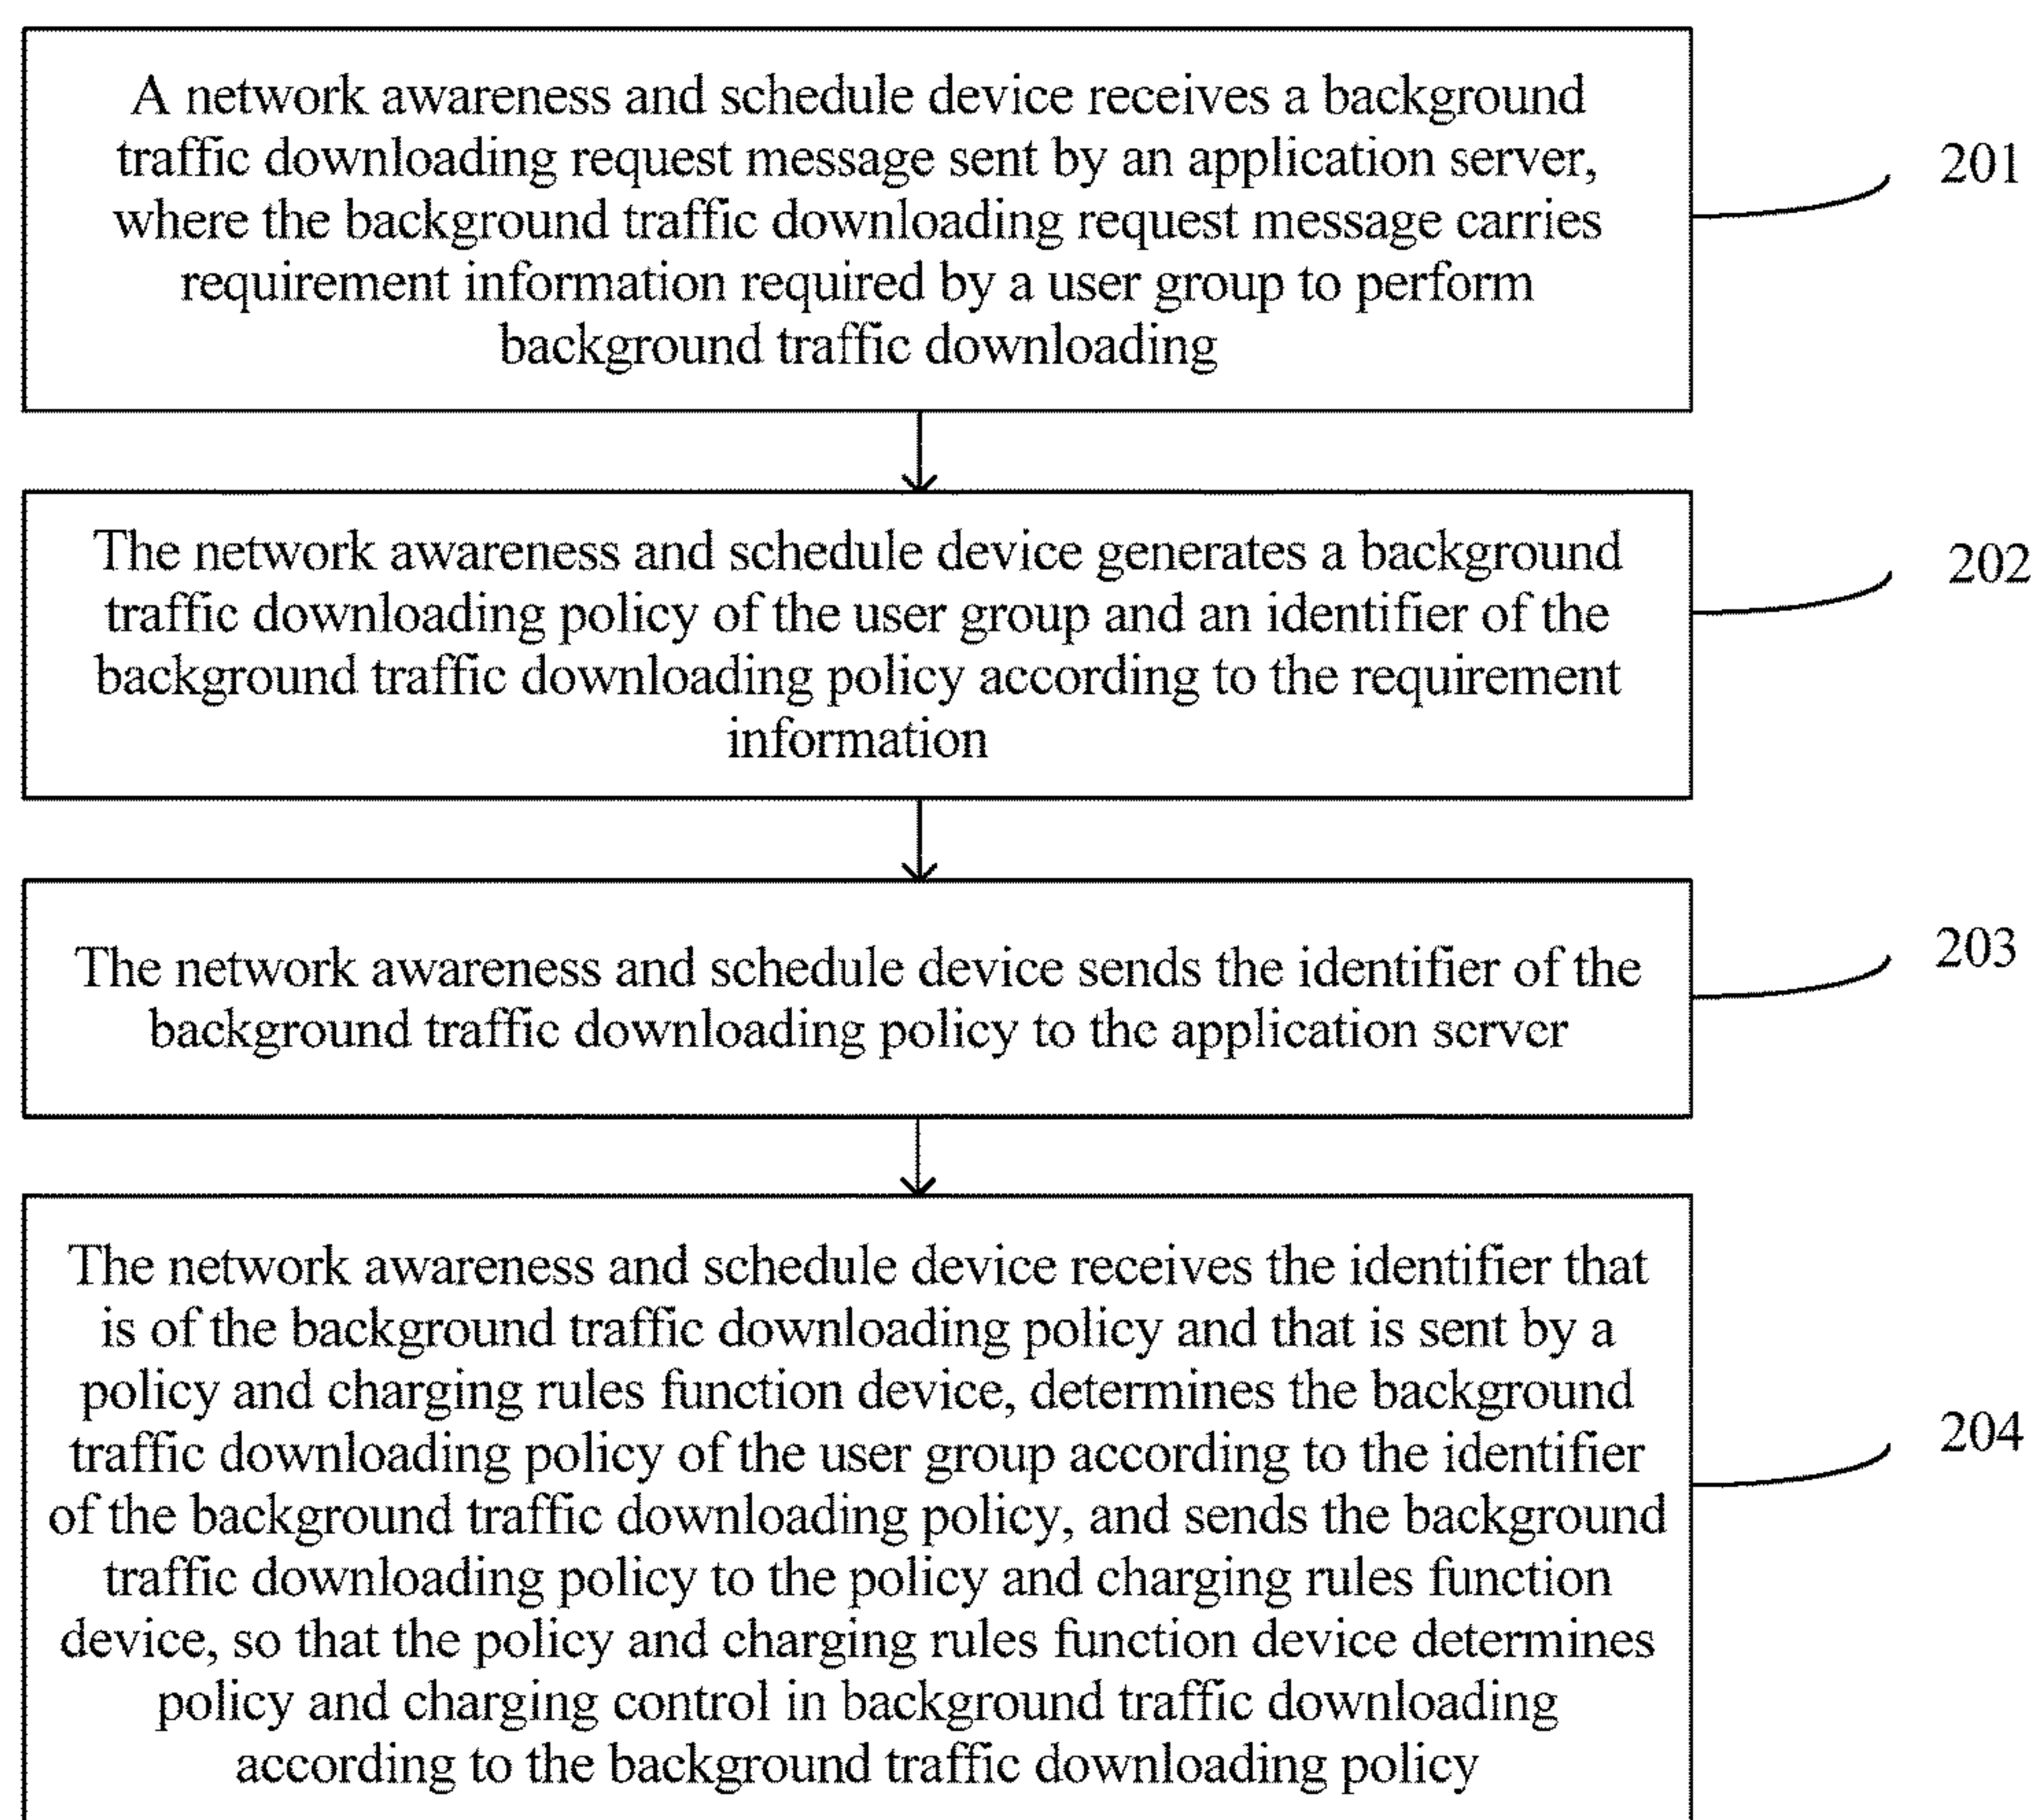 A network awareness and schedule device receives a background
traffic downloading request message sent by an application server,
where the background traffic downloading request message carries
requirement information required by a user group to perform
background traffic downloading
201
The network awareness and schedule device generates a background
traffic downloading policy of the user group and an identifier of the
background traffic downloading policy according to the requirement
information
202
The network awareness and schedule device sends the identifier of the
background traffic downloading policy to the application server
203
The network awareness and schedule device receives the identifier that
is of the background traffic downloading policy and that is sent by a
policy and charging rules function device, determines the background
traffic downloading policy of the user group according to the identifier
of the background traffic downloading policy, and sends the background
traffic downloading policy to the policy and charging rules function
device, so that the policy and charging rules function device determines
policy and charging control in background traffic downloading
according to the background traffic downloading policy
204